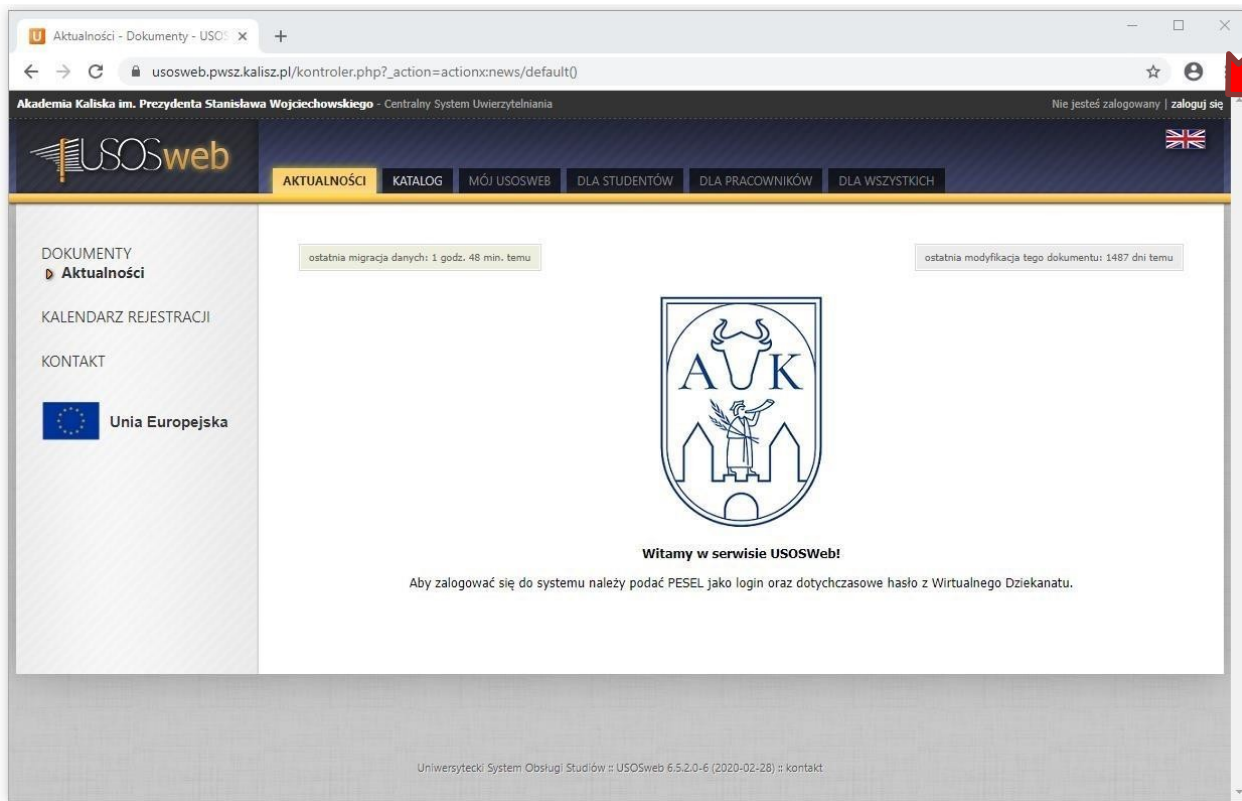 Aktualności - Dokumenty - USOS
usosweb.pwsz.kalisz.pl/kontroler.php?_action=actionx:news/default()
Akademia Kaliska im. Prezydenta Stanisława Wojciechowskiego - Centralny System Uwierzytelniania
Nie jesteś zalogowany | zaloguj się
USOSweb
AKTUALNOŚCI KATALOG MÓJ USOSWEB DLA STUDENTÓW DLA PRACOWNIKÓW DLA WSZYSTKICH
DOKUMENTY
Aktualności
KALENDARZ REJESTRACJI
KONTAKT
Unia Europejska
ostatnia migracja danych: 1 godz. 48 min. temu
ostatnia modyfikacja tego dokumentu: 1487 dni temu
A K
Witamy w serwisie USOSWeb!
Aby zalogować się do systemu należy podać PESEL jako login oraz dotychczasowe hasło z Wirtualnego Dziekanatu.
Uniwersytecki System Obsługi Studiów :: USOSweb 6.5.2.0-6 (2020-02-28) :: kontakt